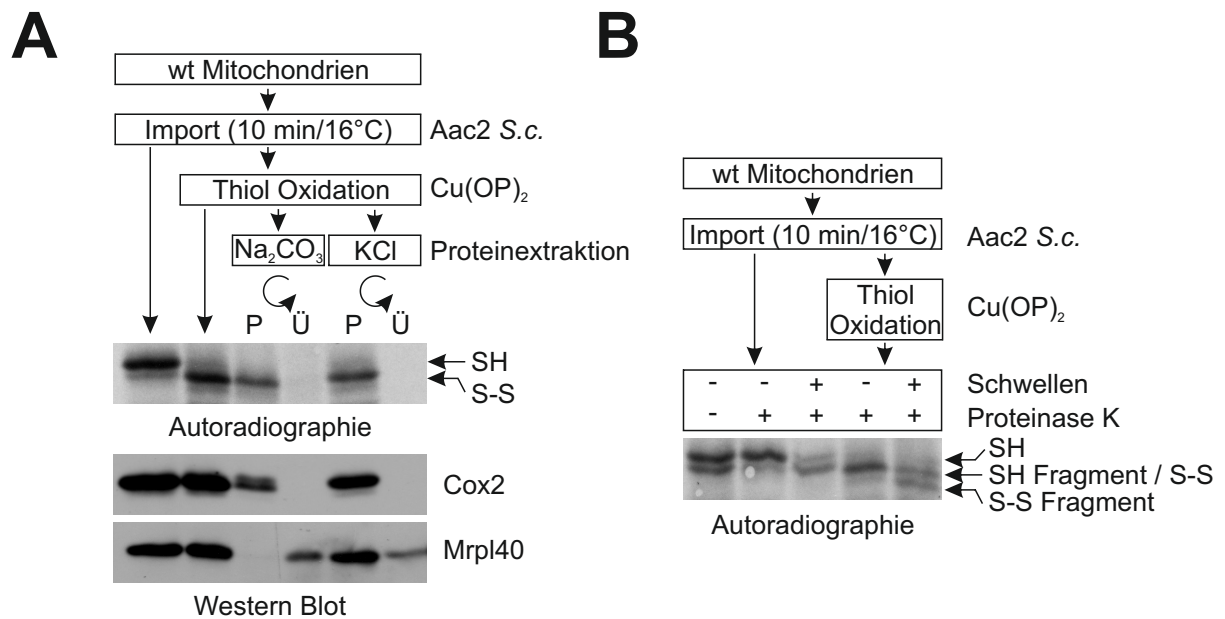 A
wt Mitochondrien
Import (10 min/16°C)
Aac2 S.c.
Thiol Oxidation
Cu(OP)₂
Na₂CO₃
KCl
Proteinextraktion
P Ü P Ü
SH
S-S
Autoradiographie
Cox2
Mrpl40
Western Blot
B
wt Mitochondrien
Import (10 min/16°C)
Aac2 S.c.
Thiol
Oxidation
Cu(OP)₂
- - + - +
Schwellen
- + + + +
Proteinase K
SH
SH Fragment / S-S
S-S Fragment
Autoradiographie